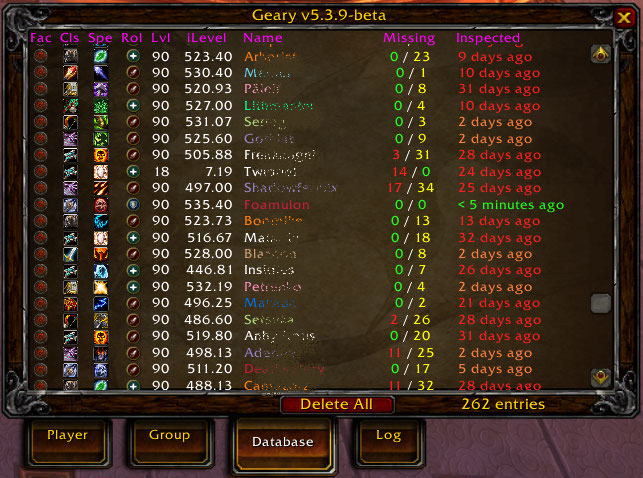 Geary v5.3.9-beta
Fac Cls Spe Rol Lvl iLevel Name Missing Inspected
90 523.40 0 / 23 9 days ago
90 530.40 0 / 1 10 days ago
90 520.93 0 / 8 31 days ago
90 527.00 0 / 4 10 days ago
90 531.07 0 / 3 2 days ago
90 525.60 0 / 9 2 days ago
90 505.88 3 / 31 28 days ago
18 7.19 14 / 0 24 days ago
90 497.00 17 / 34 25 days ago
90 535.40 Foamulon 0 / 0 < 5 minutes ago
90 523.73 0 / 13 13 days ago
90 516.67 0 / 18 32 days ago
90 528.00 0 / 8 2 days ago
90 446.81 0 / 7 26 days ago
90 532.19 0 / 4 2 days ago
90 496.25 0 / 2 21 days ago
90 486.60 2 / 26 28 days ago
90 519.80 0 / 20 31 days ago
90 498.13 11 / 25 2 days ago
90 511.20 0 / 17 5 days ago
90 488.13 11 / 32 28 days ago
Delete All 262 entries
Player Group Database Log